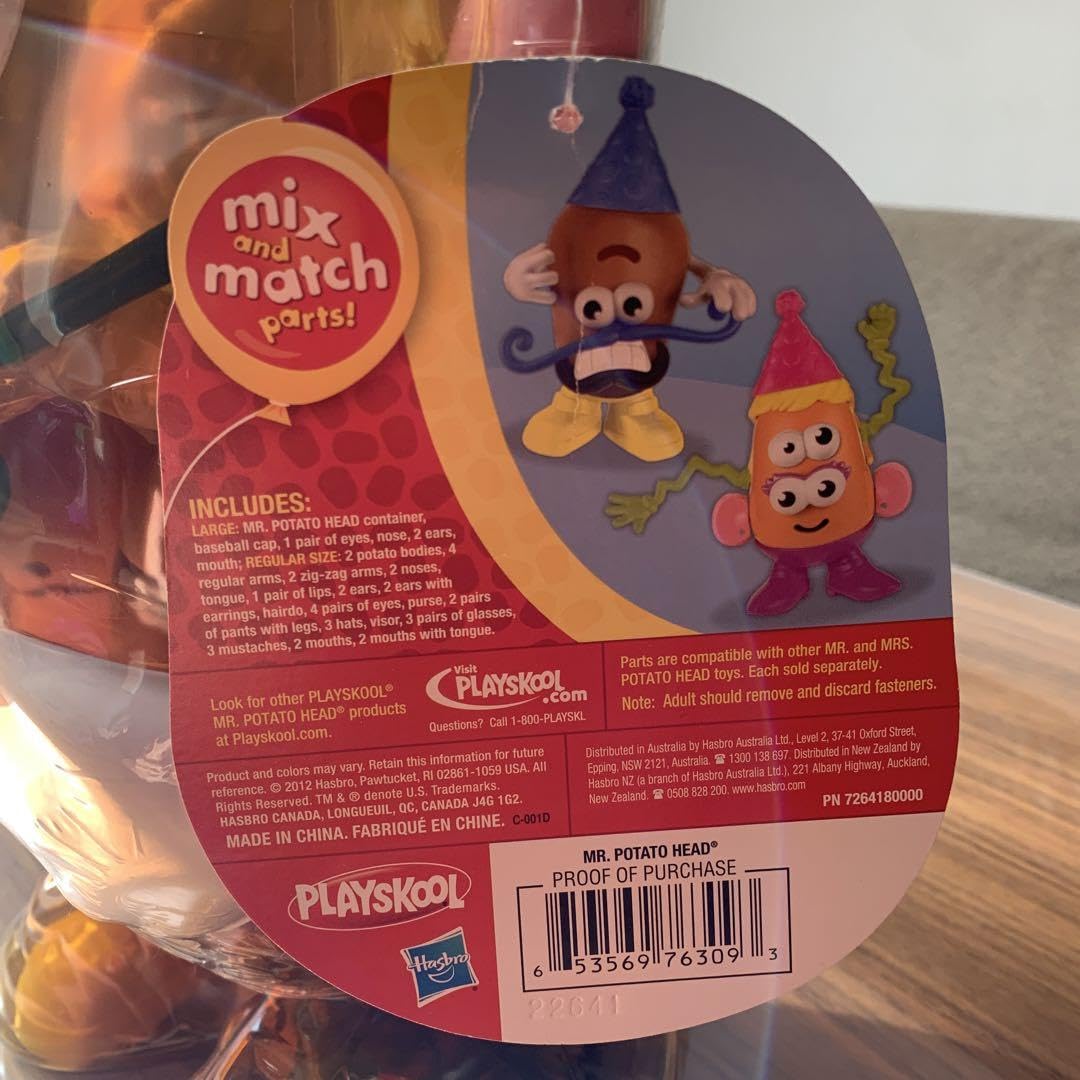 mix
and
match
parts!
INCLUDES:
LARGE: MR. POTATO HEAD container,
baseball cap, 1 pair of eyes, nose, 2 ears,
mouth; REGULAR SIZE: 2 potato bodies, 4
regular arms, 2 zig-zag arms, 2 noses,
tongue, 1 pair of lips, 2 ears, 2 ears with
earrings, hairdo, 4 pairs of eyes, purse, 2 pairs
of pants with legs, 3 hats, visor, 3 pairs of glasses,
3 mustaches, 2 mouths, 2 mouths with tongue.
Look for other PLAYSKOOL®
MR. POTATO HEAD® products
at Playskool.com.
Visit
PLAYSKOOL
.com
Questions? Call 1-800-PLAYSKL
Parts are compatible with other MR. and MRS.
POTATO HEAD toys. Each sold separately.
Note: Adult should remove and discard fasteners.
Product and colors may vary. Retain this information for future
reference. © 2012 Hasbro, Pawtucket, RI 02861-1059 USA. All
Rights Reserved. TM & ® denote U.S. Trademarks.
HASBRO CANADA, LONGUEUIL, QC, CANADA J4G 1G2.
MADE IN CHINA. FABRIQUÉ EN CHINE. C-001D
Distributed in Australia by Hasbro Australia Ltd., Level 2, 37-41 Oxford Street,
Epping, NSW 2121, Australia. ☎ 1300 138 697. Distributed in New Zealand by
Hasbro NZ (a branch of Hasbro Australia Ltd.), 221 Albany Highway, Auckland,
New Zealand. ☎ 0508 828 200. www.hasbro.com
PN 7264180000
PLAYSKOOL
Hasbro
MR. POTATO HEAD®
PROOF OF PURCHASE
6 53569 76309 3
22641